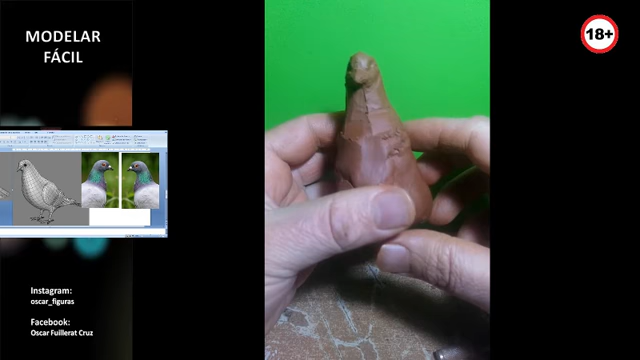 MODELAR
FÁCIL
18+
Instagram:
oscar_figuras
Facebook:
Oscar Fuillerat Cruz